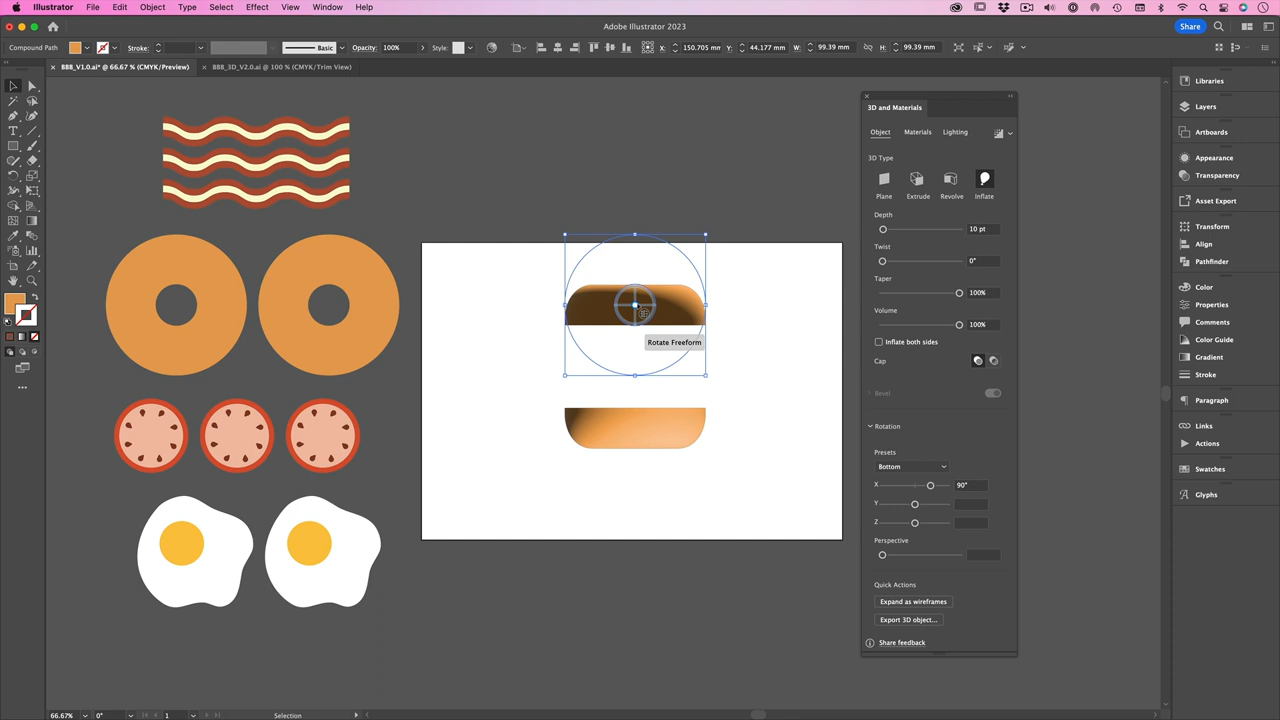 Illustrator File Edit Object Type Select Effect View Window Help
Adobe Illustrator 2023
Share
Compound Path Stroke: Basic Opacity: 100% Style: X: 150.705 mm Y: 44.177 mm W: 99.39 mm H: 99.39 mm
× BBB_V1.0.ai* @ 66.67 % (CMYK/Preview) × BBB_3D_V2.0.ai @ 100 % (CMYK/Trim View)
3D and Materials
Object Materials Lighting
3D Type
Plane Extrude Revolve Inflate
Depth
10 pt
Twist
0°
Taper
100%
Volume
100%
Inflate both sides
Cap
Bevel
Rotation
Presets
Bottom
X 90°
Y
Z
Perspective
Quick Actions
Expand as wireframes
Export 3D object...
Share feedback
Rotate Freeform
Libraries
Layers
Artboards
Appearance
Transparency
Asset Export
Transform
Align
Pathfinder
Color
Properties
Comments
Color Guide
Gradient
Stroke
Paragraph
Links
Actions
Swatches
Glyphs
66.67% 0° 1 Selection